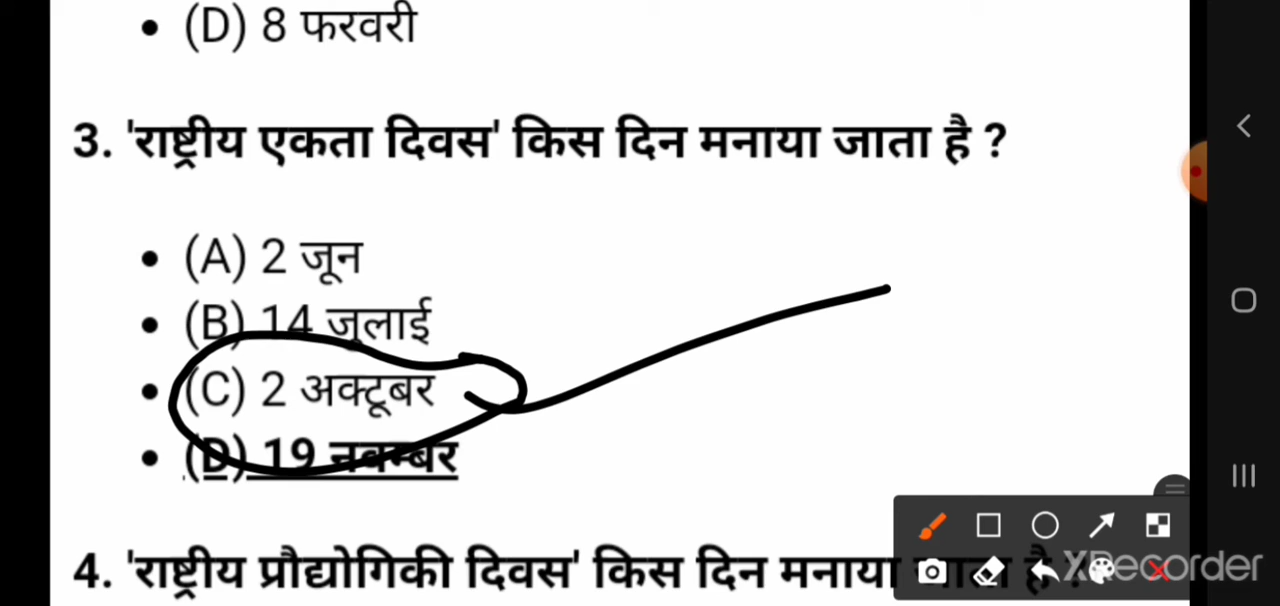 (D) 8 फरवरी
3. 'राष्ट्रीय एकता दिवस' किस दिन मनाया जाता है ?
(A) 2 जून
(B) 14 जुलाई
(C) 2 अक्टूबर
(D) 19 नवम्बर
4. 'राष्ट्रीय प्रौद्योगिकी दिवस' किस दिन मनाया जाता है ?
XRecorder